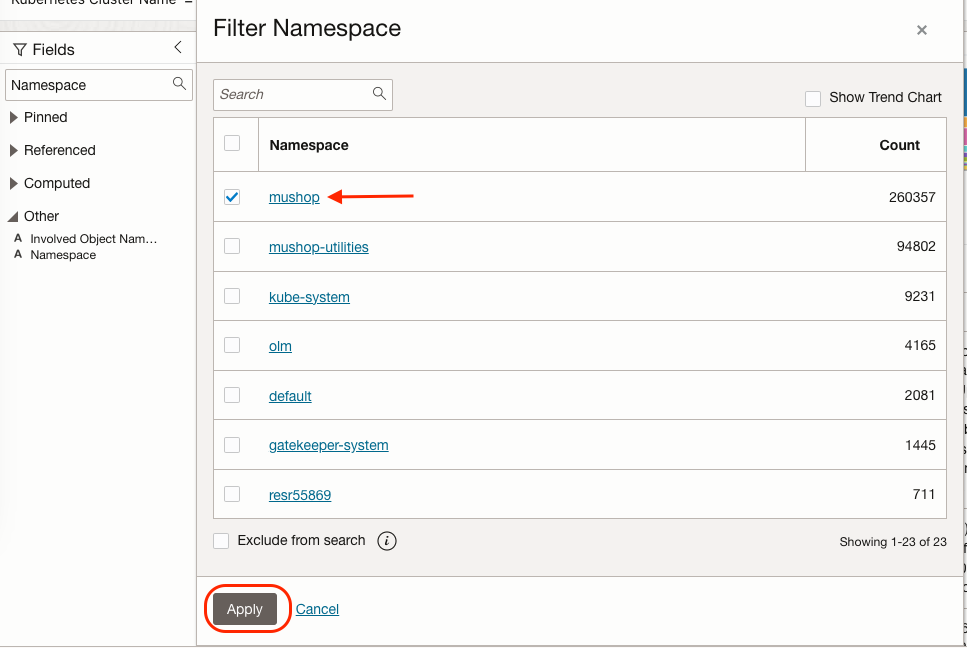 Kubernetes Cluster Name =
Fields
Namespace
Pinned
Referenced
Computed
Other
A Involved Object Nam...
A Namespace
Filter Namespace
×
Search
Show Trend Chart
Namespace Count
mushop 260357
mushop-utilities 94802
kube-system 9231
olm 4165
default 2081
gatekeeper-system 1445
resr55869 711
Exclude from search i
Showing 1-23 of 23
Apply Cancel